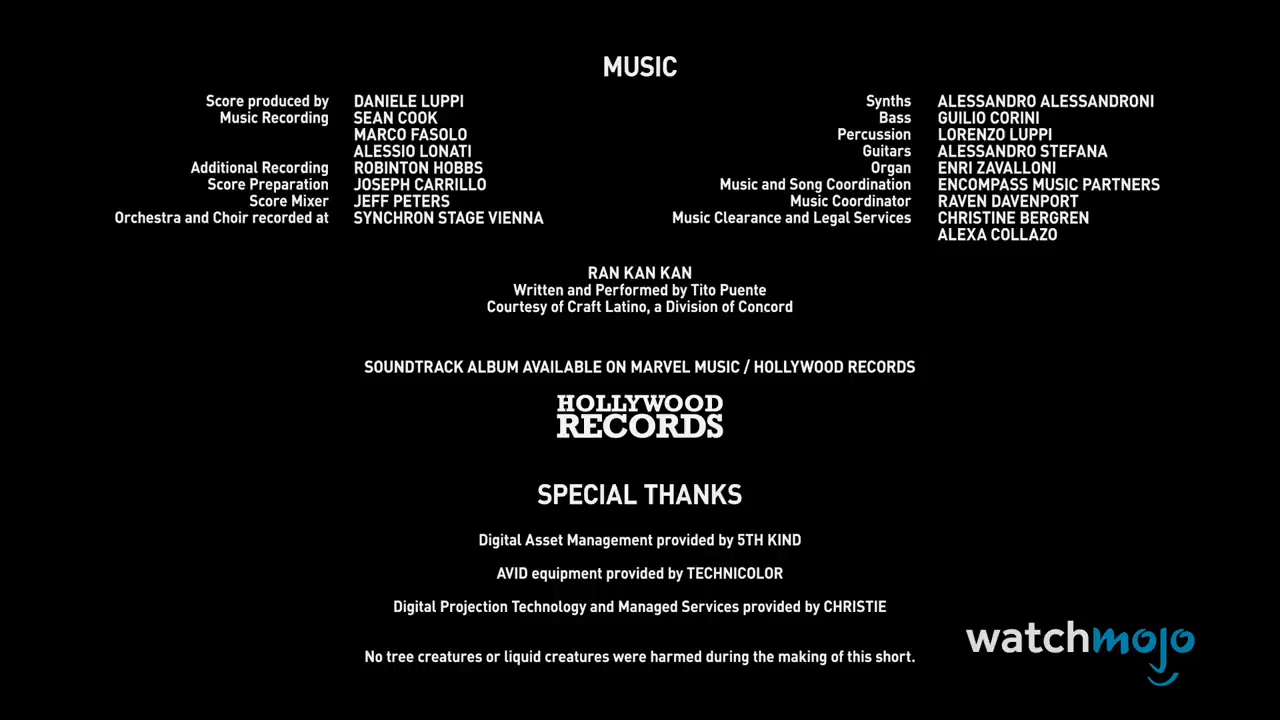 MUSIC
Score produced by DANIELE LUPPI
Music Recording SEAN COOK
MARCO FASOLO
ALESSIO LONATI
Additional Recording ROBINTON HOBBS
Score Preparation JOSEPH CARRILLO
Score Mixer JEFF PETERS
Orchestra and Choir recorded at SYNCHRON STAGE VIENNA
Synths ALESSANDRO ALESSANDRONI
Bass GUILIO CORINI
Percussion LORENZO LUPPI
Guitars ALESSANDRO STEFANA
Organ ENRI ZAVALLONI
Music and Song Coordination ENCOMPASS MUSIC PARTNERS
Music Coordinator RAVEN DAVENPORT
Music Clearance and Legal Services CHRISTINE BERGREN
ALEXA COLLAZO
RAN KAN KAN
Written and Performed by Tito Puente
Courtesy of Craft Latino, a Division of Concord
SOUNDTRACK ALBUM AVAILABLE ON MARVEL MUSIC / HOLLYWOOD RECORDS
HOLLYWOOD
RECORDS
SPECIAL THANKS
Digital Asset Management provided by 5TH KIND
AVID equipment provided by TECHNICOLOR
Digital Projection Technology and Managed Services provided by CHRISTIE
No tree creatures or liquid creatures were harmed during the making of this short.
watchmojo